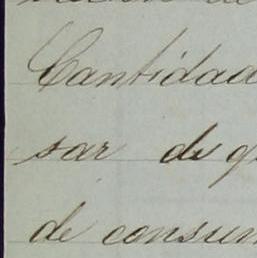 Cantidad
sar de q
de consum